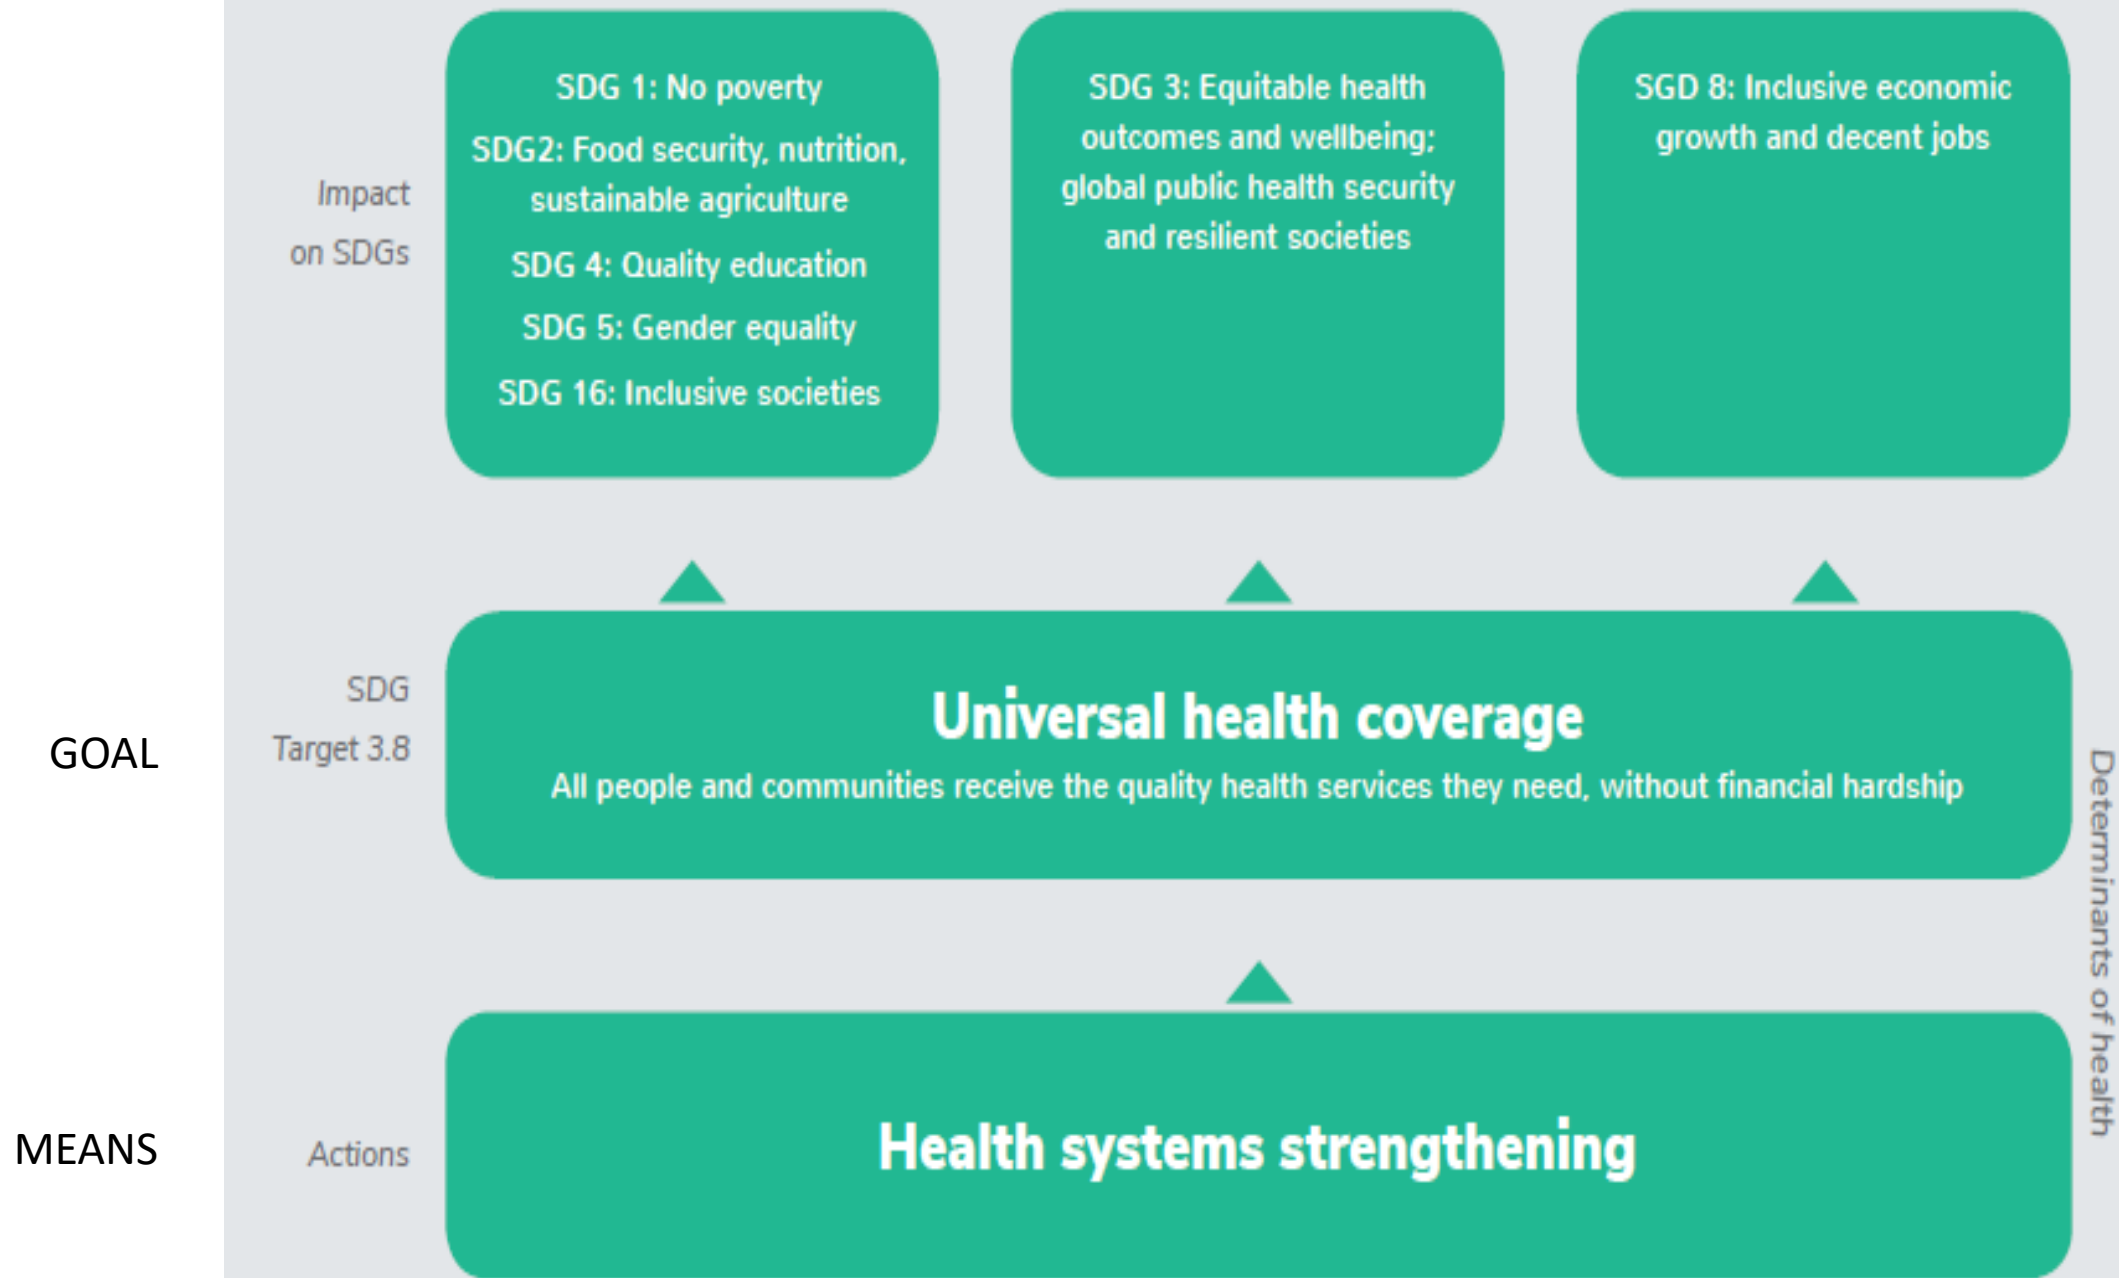 SDG 1: No poverty
SDG2: Food security, nutrition,
sustainable agriculture
SDG 4: Quality education
SDG 5: Gender equality
SDG 16: Inclusive societies
SDG 3: Equitable health
outcomes and wellbeing;
global public health security
and resilient societies
SGD 8: Inclusive economic
growth and decent jobs
Impact
on SDGs
GOAL
SDG
Target 3.8
Universal health coverage
All people and communities receive the quality health services they need, without financial hardship
Determinants of health
MEANS
Actions
Health systems strengthening